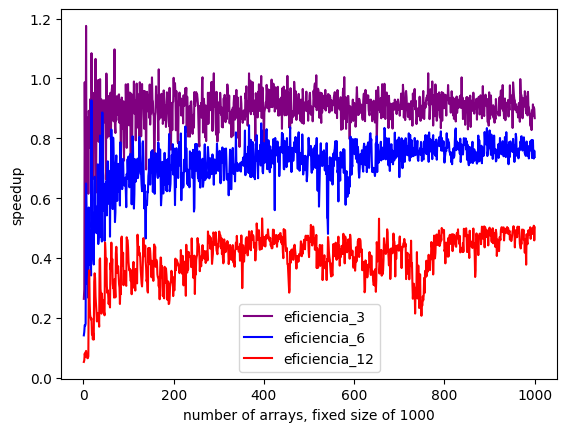 1.2
1.0
0.8
0.6
0.4
0.2
0.0
speedup
eficiencia_3
eficiencia_6
eficiencia_12
0
200
400
600
800
1000
number of arrays, fixed size of 1000